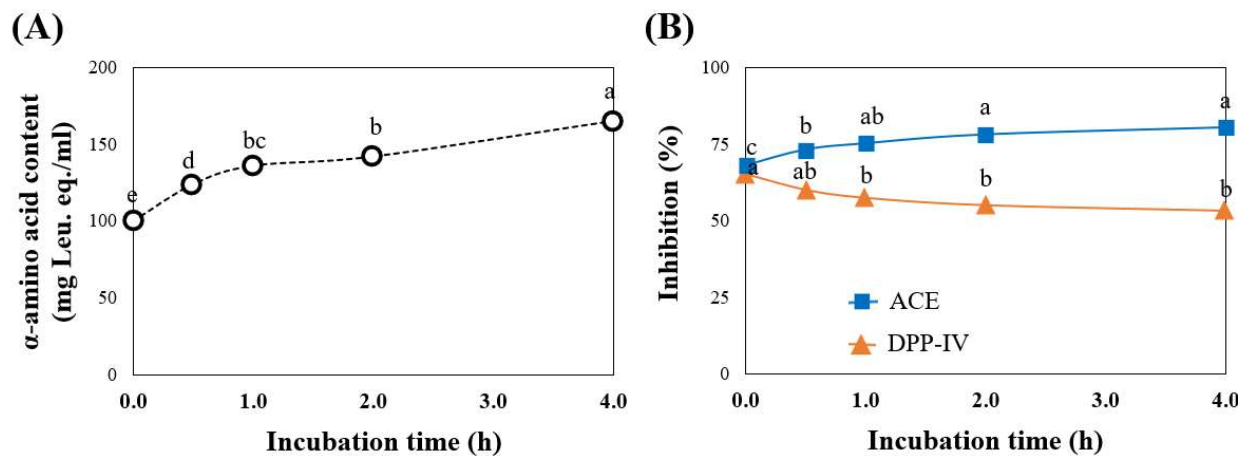 (A)
α-amino acid content
(mg Leu. eq./ml)
200
150
100
50
0
e
d
bc
b
a
0.0 1.0 2.0 3.0 4.0
Incubation time (h)
(B)
Inhibition (%)
100
75
50
25
0
c
b
ab
a
a
a
ab
b
b
b
ACE
DPP-IV
0.0 1.0 2.0 3.0 4.0
Incubation time (h)